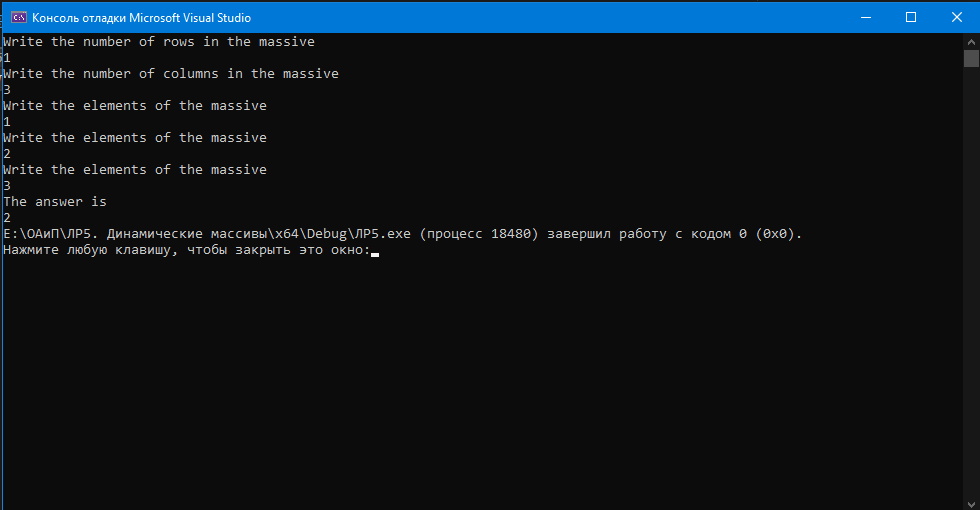 Консоль отладки Microsoft Visual Studio
Write the number of rows in the massive
1
Write the number of columns in the massive
3
Write the elements of the massive
1
Write the elements of the massive
2
Write the elements of the massive
3
The answer is
2
E:\ОАиП\ЛР5. Динамические массивы\x64\Debug\ЛР5.exe (процесс 18480) завершил работу с кодом 0 (0x0).
Нажмите любую клавишу, чтобы закрыть это окно: